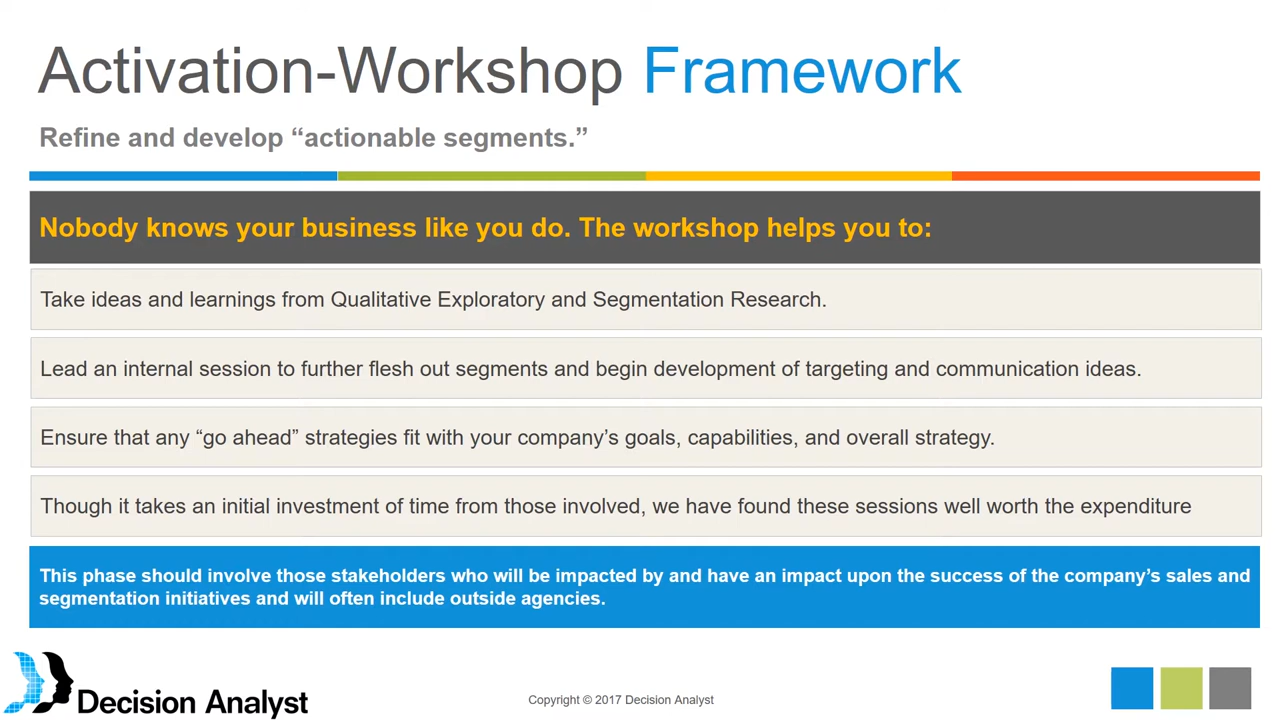 Activation-Workshop Framework
Refine and develop “actionable segments.”
Nobody knows your business like you do. The workshop helps you to:
Take ideas and learnings from Qualitative Exploratory and Segmentation Research.
Lead an internal session to further flesh out segments and begin development of targeting and communication ideas.
Ensure that any “go ahead” strategies fit with your company’s goals, capabilities, and overall strategy.
Though it takes an initial investment of time from those involved, we have found these sessions well worth the expenditure
This phase should involve those stakeholders who will be impacted by and have an impact upon the success of the company’s sales and
segmentation initiatives and will often include outside agencies.
Decision Analyst
Copyright © 2017 Decision Analyst